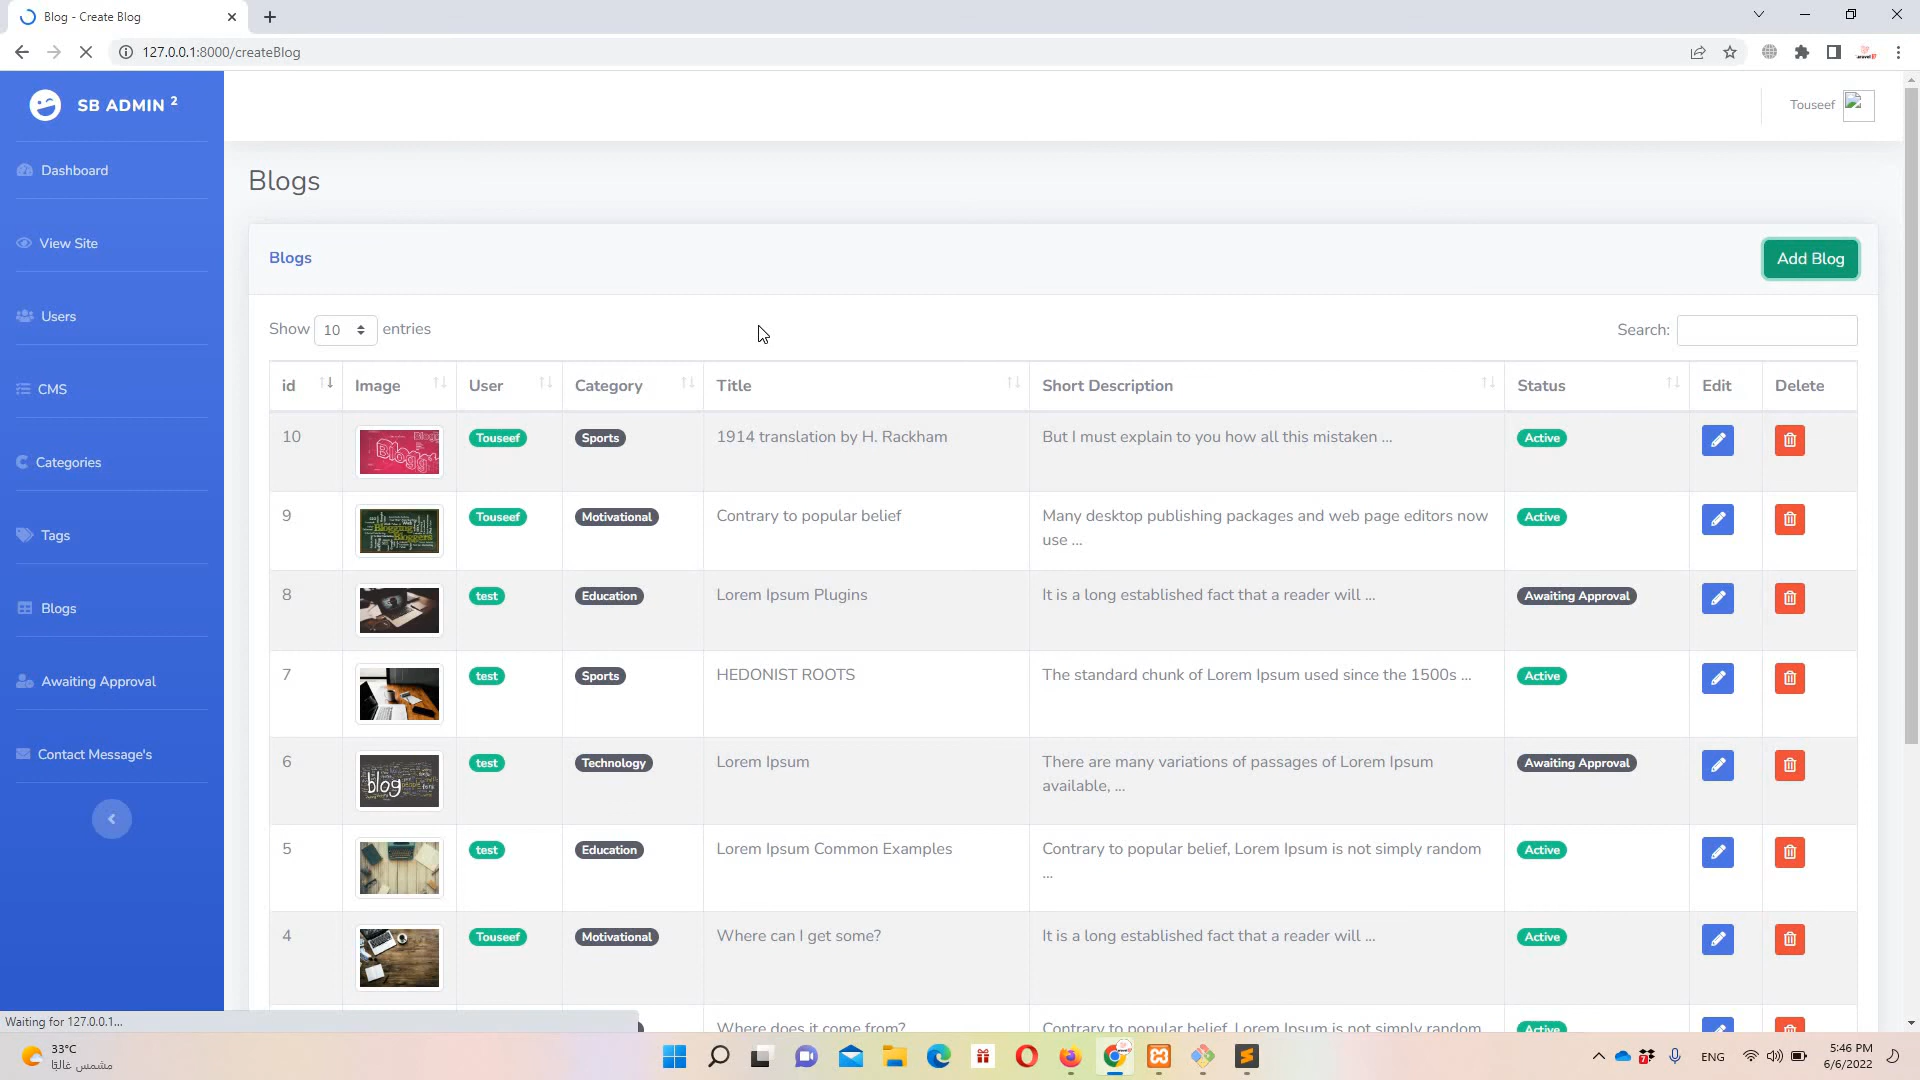 Blog - Create Blog
127.0.0.1:8000/createBlog
SB ADMIN 2
Touseef
Dashboard
View Site
Users
CMS
Categories
Tags
Blogs
Awaiting Approval
Contact Message's
Blogs
Blogs
Add Blog
Show 10 entries
Search:
id Image User Category Title Short Description Status Edit Delete
10 Touseef Sports 1914 translation by H. Rackham But I must explain to you how all this mistaken ... Active
9 Touseef Motivational Contrary to popular belief Many desktop publishing packages and web page editors now Active
use ...
8 test Education Lorem Ipsum Plugins It is a long established fact that a reader will ... Awaiting Approval
7 test Sports HEDONIST ROOTS The standard chunk of Lorem Ipsum used since the 1500s ... Active
6 blog test Technology Lorem Ipsum There are many variations of passages of Lorem Ipsum Awaiting Approval
available, ...
5 test Education Lorem Ipsum Common Examples Contrary to popular belief, Lorem Ipsum is not simply random Active
...
4 Touseef Motivational Where can I get some? It is a long established fact that a reader will ... Active
Where does it come from? Contrary to popular belief, Lorem Ipsum is not simply random Active
Waiting for 127.0.0.1...
33°C
مشمس غالبًا
ENG
5:46 PM
6/6/2022